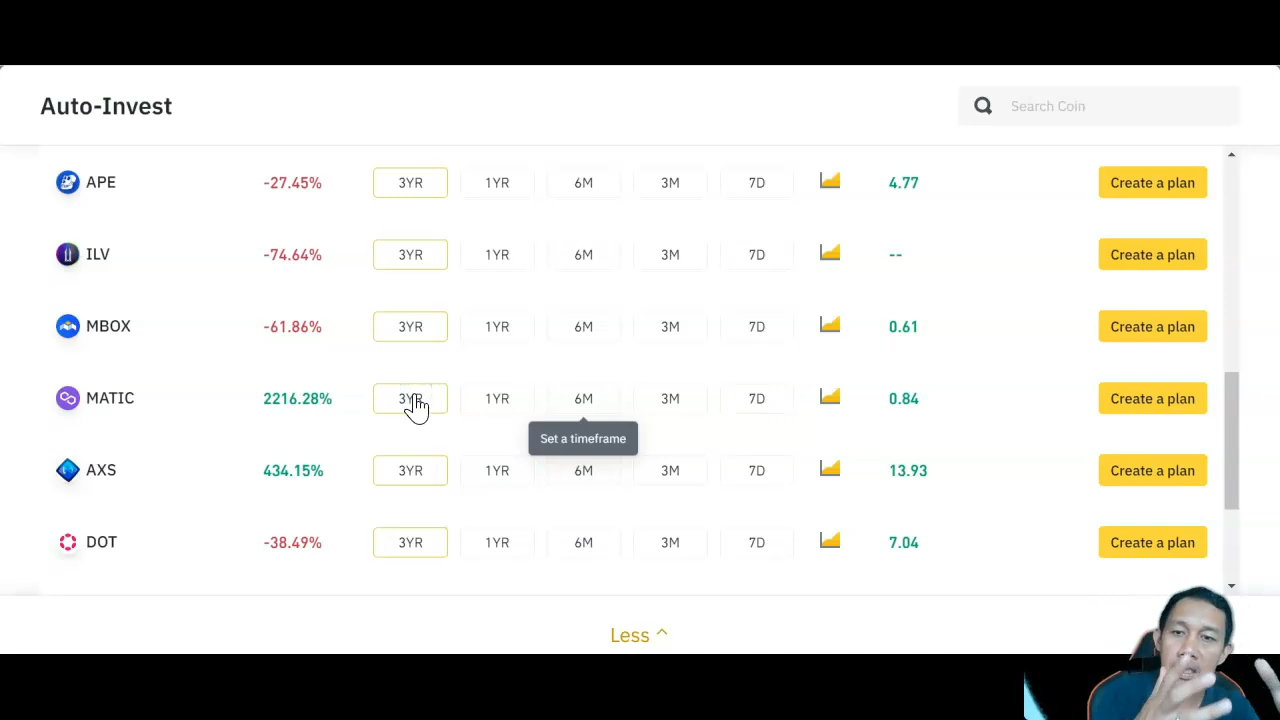 Auto-Invest
Search Coin
APE -27.45% 3YR 1YR 6M 3M 7D 4.77 Create a plan
ILV -74.64% 3YR 1YR 6M 3M 7D -- Create a plan
MBOX -61.86% 3YR 1YR 6M 3M 7D 0.61 Create a plan
MATIC 2216.28% 3YR 1YR 6M 3M 7D 0.84 Create a plan
Set a timeframe
AXS 434.15% 3YR 1YR 6M 3M 7D 13.93 Create a plan
DOT -38.49% 3YR 1YR 6M 3M 7D 7.04 Create a plan
Less